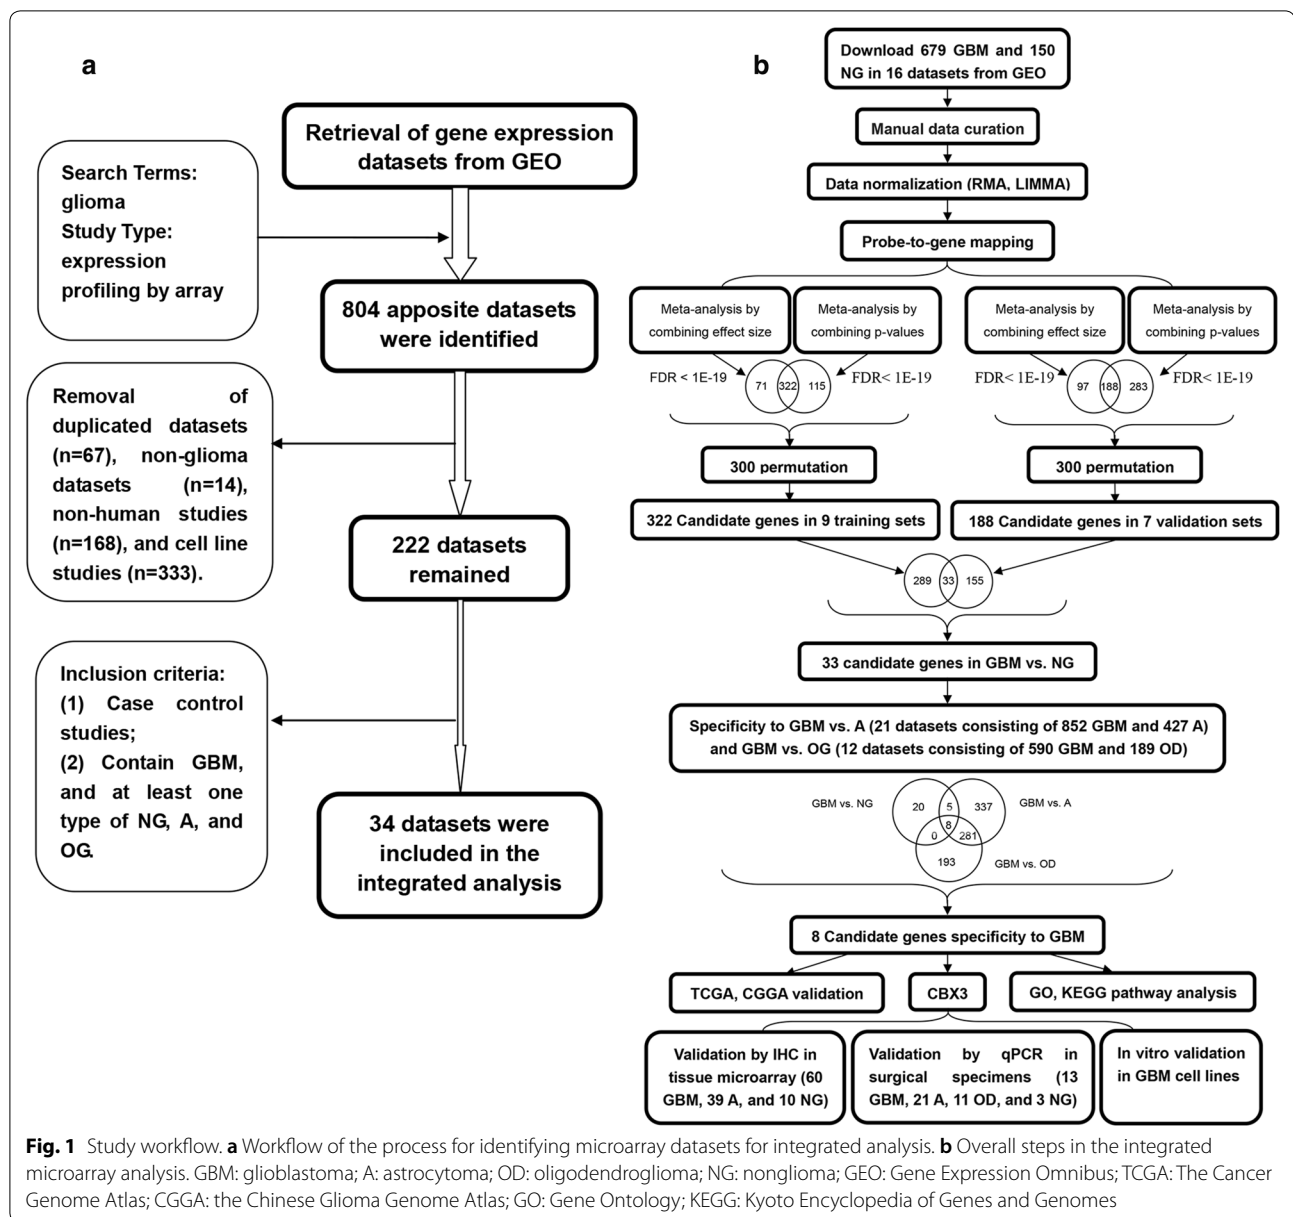 a
Retrieval of gene expression
datasets from GEO
Search Terms:
glioma
Study Type:
expression
profiling by array
804 apposite datasets
were identified
Removal of
duplicated datasets
(n=67), non-glioma
datasets (n=14),
non-human studies
(n=168), and cell line
studies (n=333).
222 datasets
remained
Inclusion criteria:
(1) Case control
studies;
(2) Contain GBM,
and at least one
type of NG, A, and
OG.
34 datasets were
included in the
integrated analysis
b
Download 679 GBM and 150
NG in 16 datasets from GEO
Manual data curation
Data normalization (RMA, LIMMA)
Probe-to-gene mapping
Meta-analysis by
combining effect size
Meta-analysis by
combining p-values
Meta-analysis by
combining effect size
Meta-analysis by
combining p-values
FDR < 1E-19
71 322 115
FDR< 1E-19
FDR< 1E-19
97 188 283
FDR< 1E-19
300 permutation
300 permutation
322 Candidate genes in 9 training sets
188 Candidate genes in 7 validation sets
289 33 155
33 candidate genes in GBM vs. NG
Specificity to GBM vs. A (21 datasets consisting of 852 GBM and 427 A)
and GBM vs. OG (12 datasets consisting of 590 GBM and 189 OD)
GBM vs. NG 20 5 337 GBM vs. A
8
0 281
193 GBM vs. OD
8 Candidate genes specificity to GBM
TCGA, CGGA validation
CBX3
GO, KEGG pathway analysis
Validation by IHC in
tissue microarray (60
GBM, 39 A, and 10 NG)
Validation by qPCR in
surgical specimens (13
GBM, 21 A, 11 OD, and 3 NG)
In vitro validation
in GBM cell lines
Fig. 1 Study workflow. a Workflow of the process for identifying microarray datasets for integrated analysis. b Overall steps in the integrated
microarray analysis. GBM: glioblastoma; A: astrocytoma; OD: oligodendroglioma; NG: nonglioma; GEO: Gene Expression Omnibus; TCGA: The Cancer
Genome Atlas; CGGA: the Chinese Glioma Genome Atlas; GO: Gene Ontology; KEGG: Kyoto Encyclopedia of Genes and Genomes